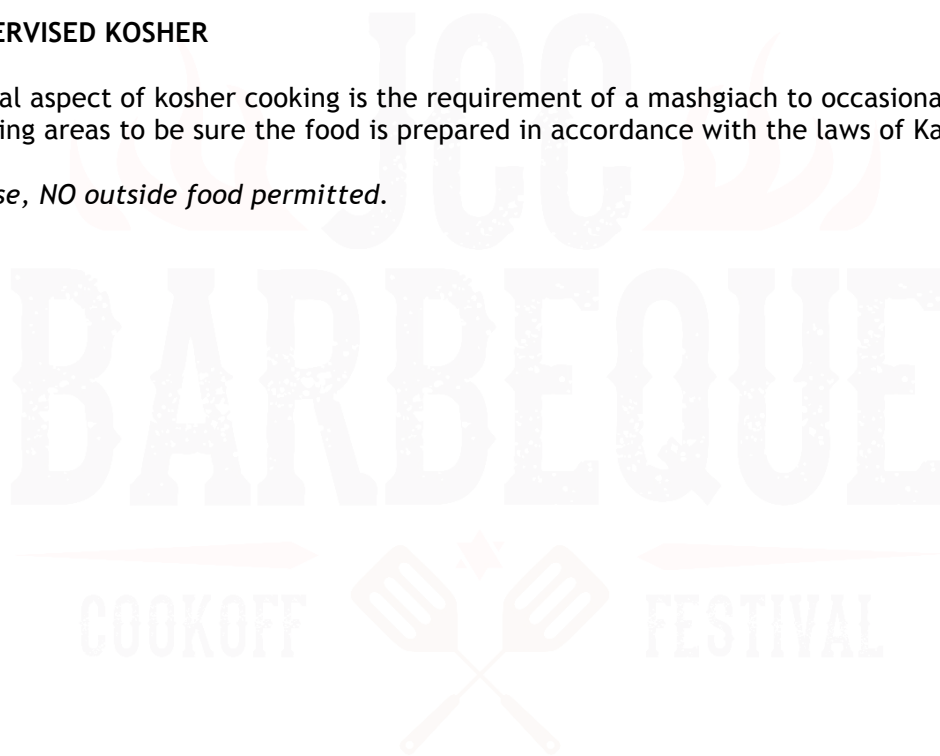 ERVISED KOSHER
al aspect of kosher cooking is the requirement of a mashgiach to occasiona
ing areas to be sure the food is prepared in accordance with the laws of Ka
se, NO outside food permitted.
JCC
BARBEQUE
COOKOFF FESTIVAL